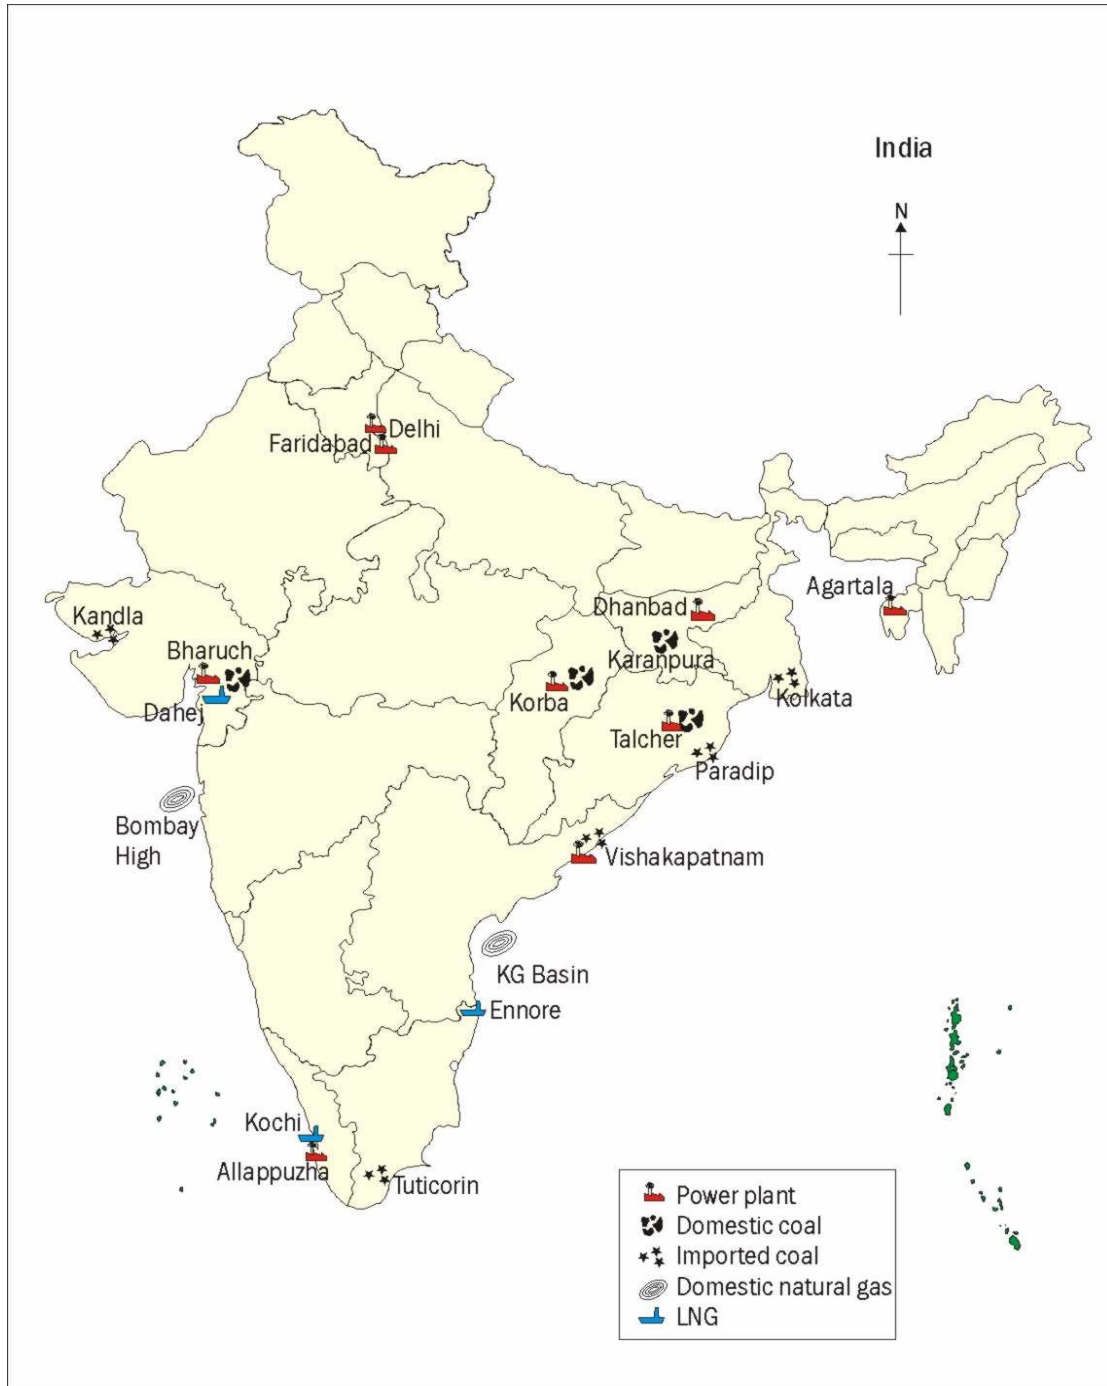 India
N
Delhi
Faridabad
Agartala
Kandla
Dhanbad
Bharuch
Karanpura
Korba
Kolkata
Dahej
Talcher
Paradip
Bombay
High
Vishakapatnam
KG Basin
Ennore
Kochi
Allappuzha
Tuticorin
Power plant
Domestic coal
Imported coal
Domestic natural gas
LNG